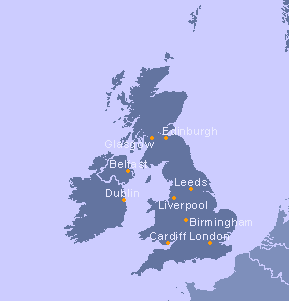 Edinburgh
Glasgow
Belfast
Leeds
Dublin
Liverpool
Birmingham
Cardiff
London